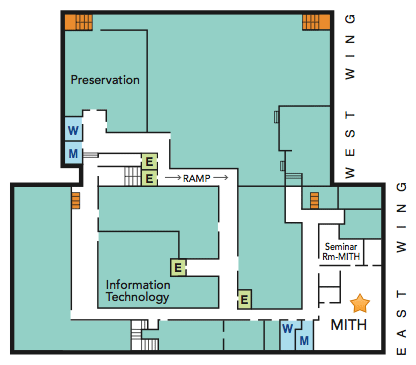 Preservation
WEST WING
W
M
E
E
RAMP
EAST WING
Seminar
Rm-MITH
E
Information
Technology
E
MITH
W
M